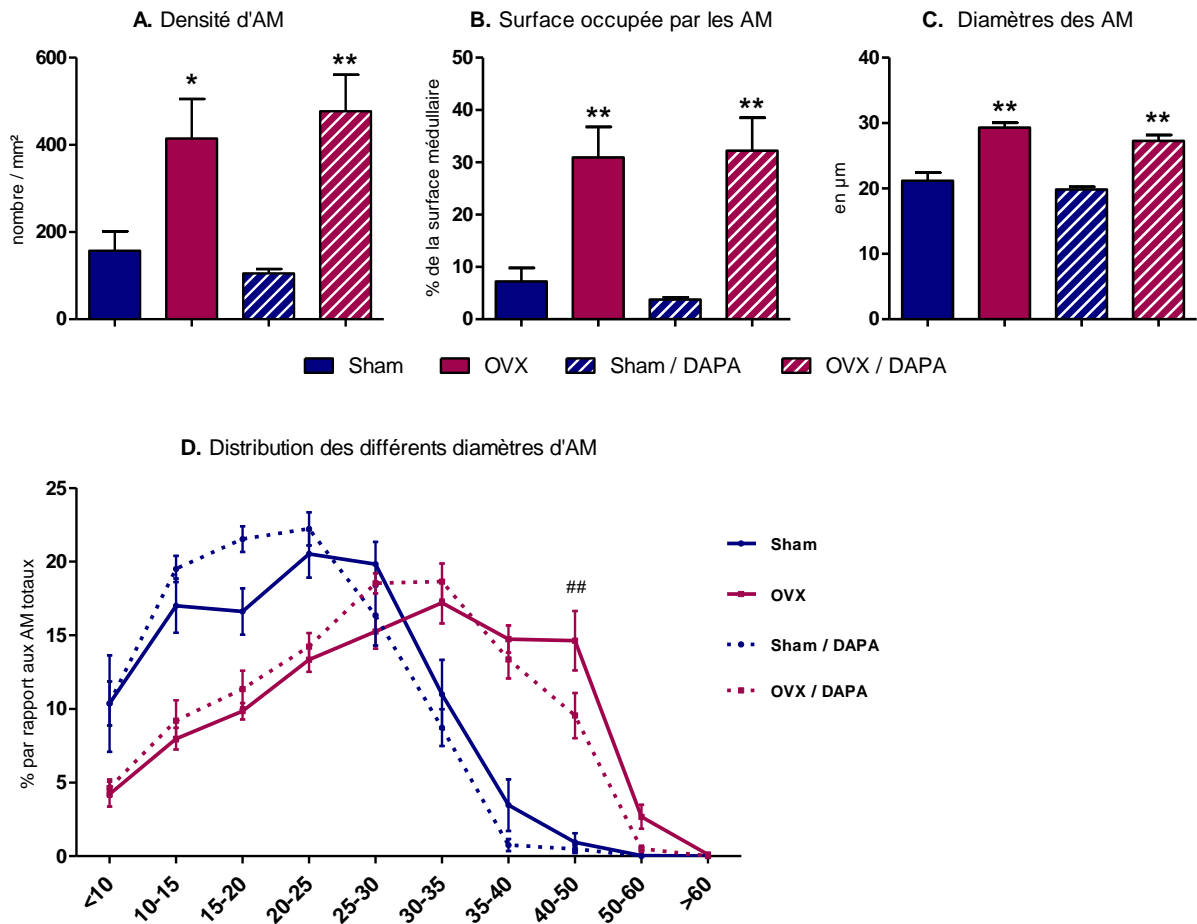 A. Densité d'AM
nombre / mm²
600
400
200
0
*
**
B. Surface occupée par les AM
% de la surface médullaire
50
40
30
20
10
0
**
**
C. Diamètres des AM
en µm
40
30
20
10
0
**
**
Sham
OVX
Sham / DAPA
OVX / DAPA
D. Distribution des différents diamètres d'AM
% par rapport aux AM totaux
25
20
15
10
5
0
##
<10
10-15
15-20
20-25
25-30
30-35
35-40
40-50
50-60
>60
Sham
OVX
Sham / DAPA
OVX / DAPA